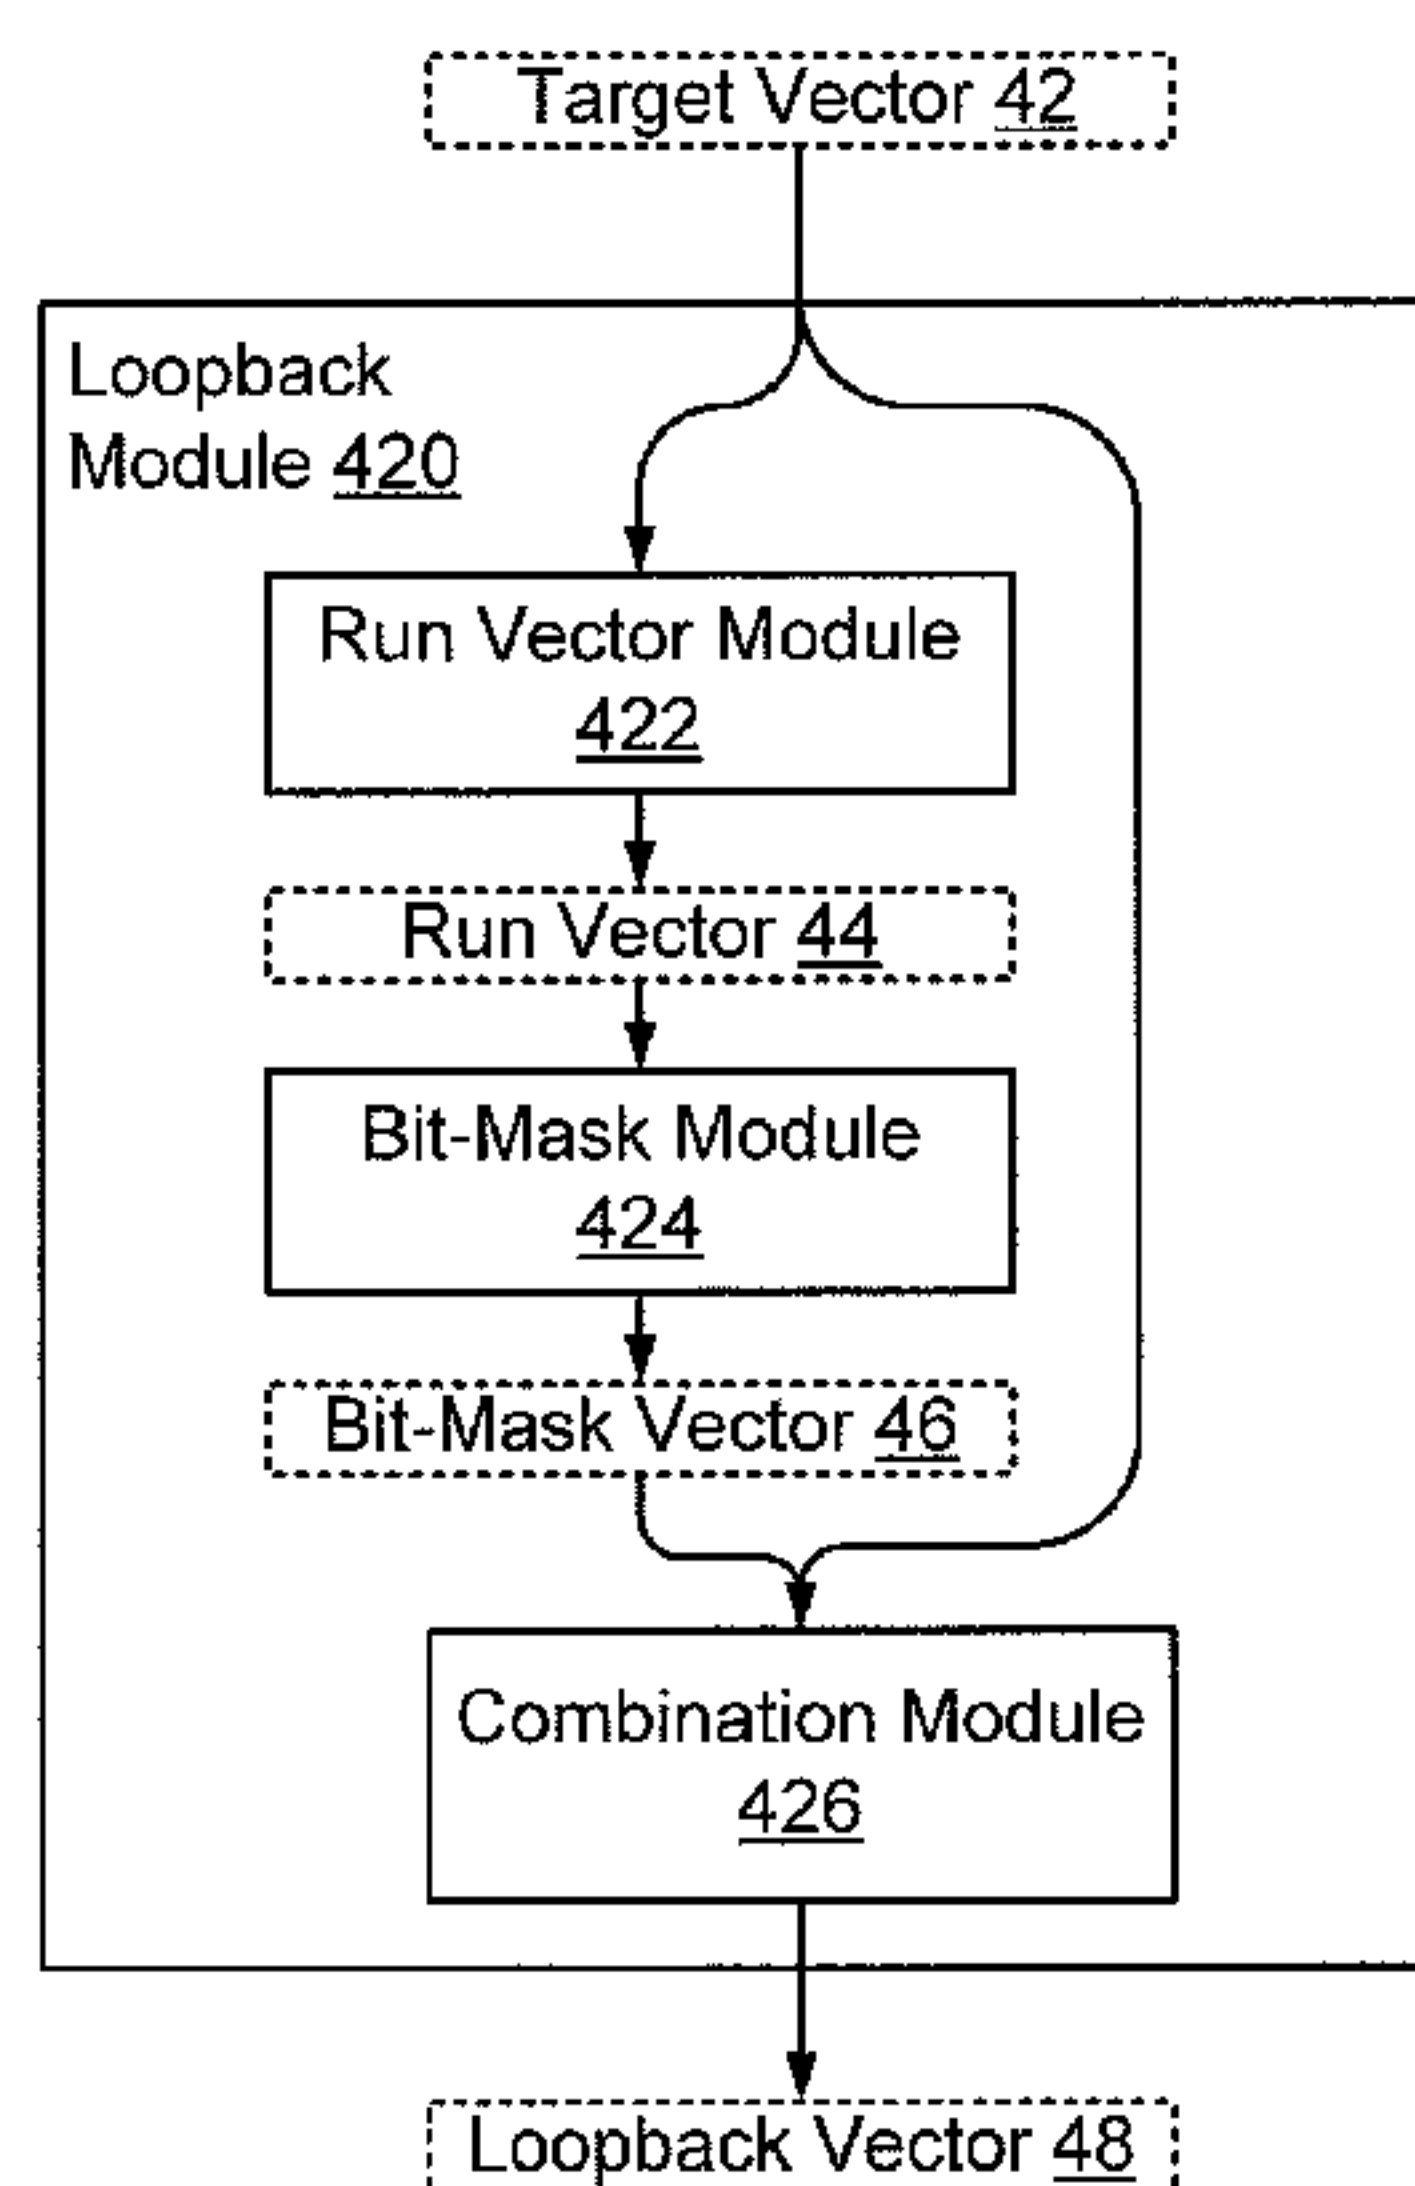 Target Vector 42
Loopback
Module 420
Run Vector Module
422
Run Vector 44
Bit-Mask Module
424
Bit-Mask Vector 46
Combination Module
426
Loopback Vector 48